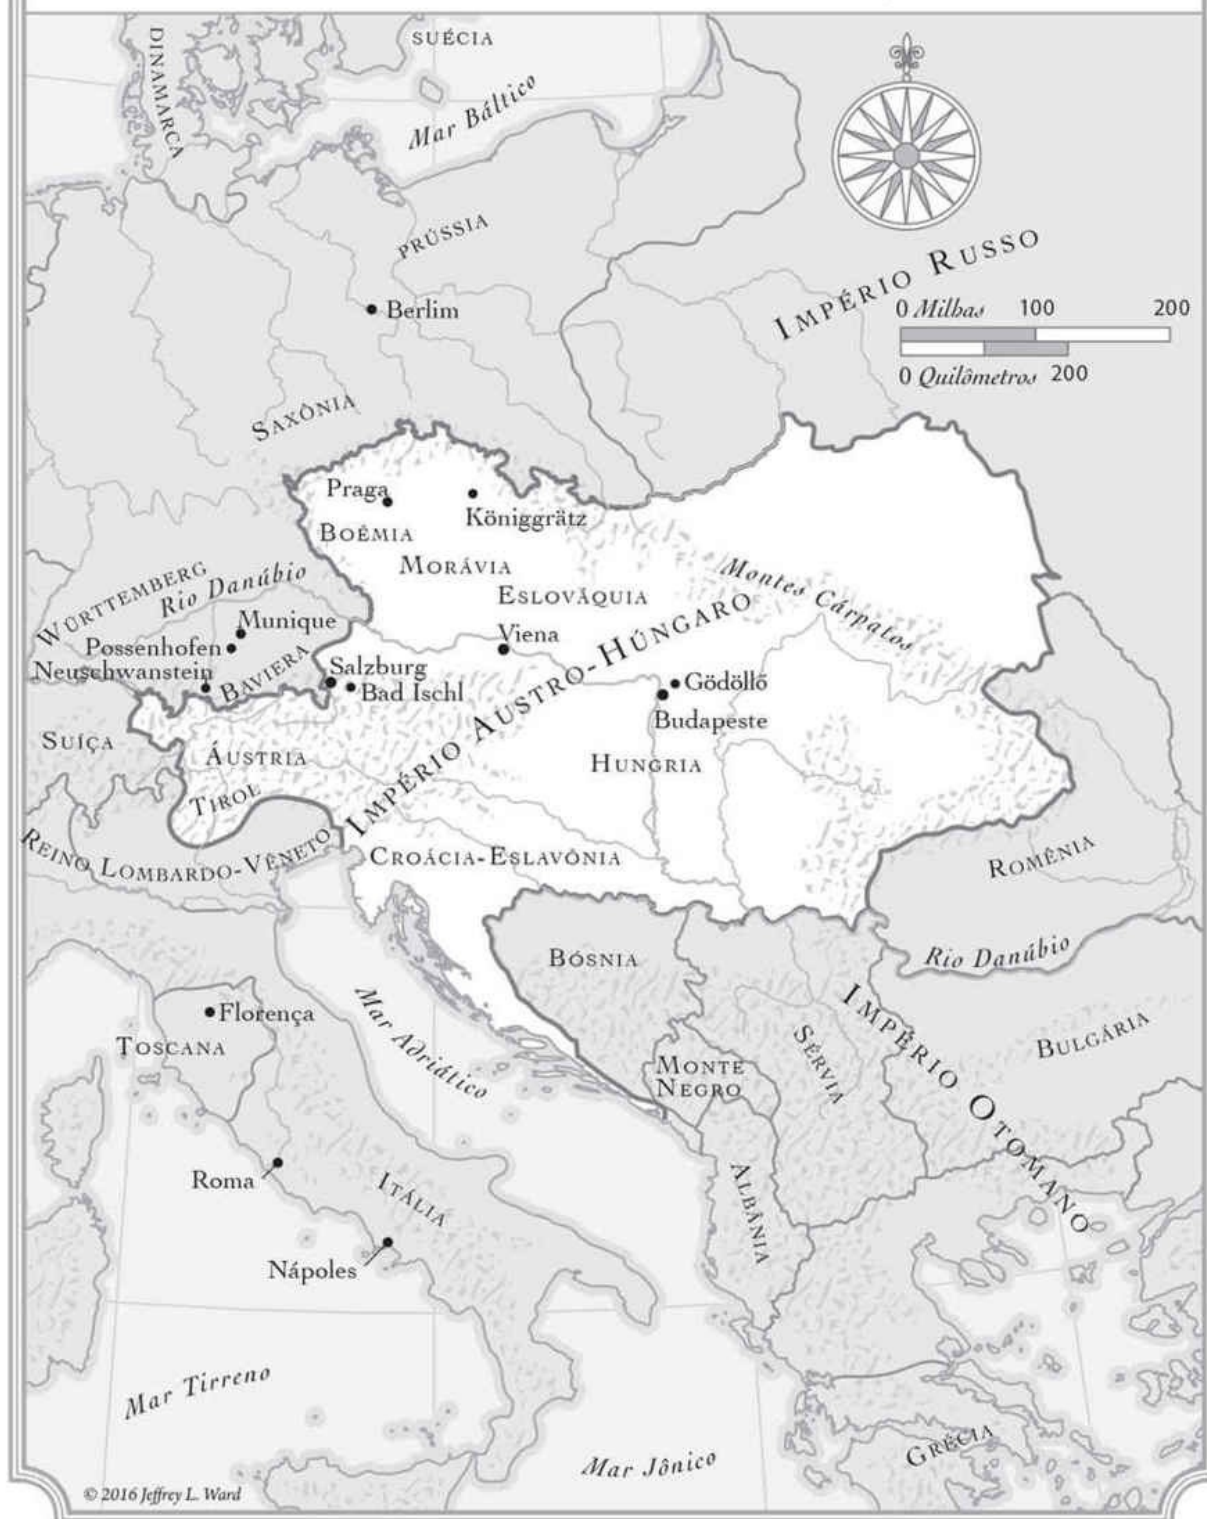 SUÉCIA
DINAMARCA
Mar Báltico
PRÚSSIA
IMPÉRIO RUSSO
0 Milhas 100 200
0 Quilômetros 200
Berlim
SAXÔNIA
Praga
Königgrätz
BOÊMIA
MORÁVIA
ESLOVÁQUIA
Montes Cárpatos
WÜRTTEMBERG
Rio Danúbio
Munique
Viena
Possenhofen
Neuschwanstein
BAVIERA
Salzburg
Bad Ischl
Gödöllő
Budapeste
IMPÉRIO AUSTRO-HÚNGARO
SUÍÇA
ÁUSTRIA
HUNGRIA
TIROL
REINO LOMBARDO-VÊNETO
CROÁCIA-ESLAVÔNIA
ROMÊNIA
BÓSNIA
Rio Danúbio
Florença
TOSCANA
Mar Adriático
IMPÉRIO OTOMANO
SÉRVIA
BULGÁRIA
MONTE
NEGRO
Roma
ITÁLIA
ALBÂNIA
Nápoles
Mar Tirreno
Mar Jônico
GRÉCIA
© 2016 Jeffrey L. Ward